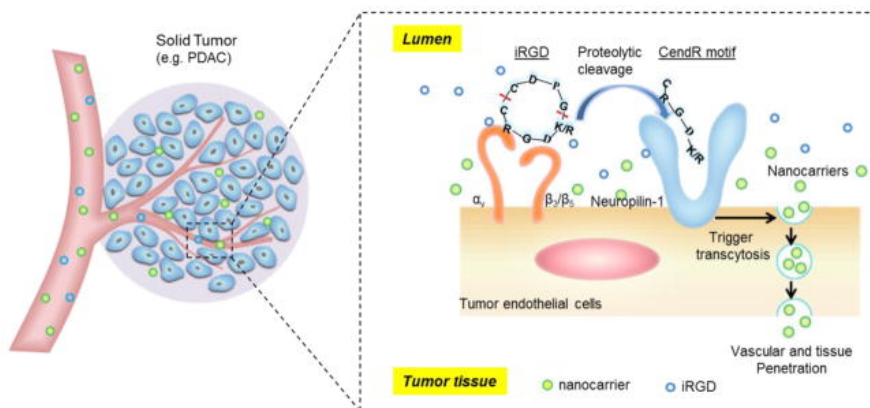 Solid Tumor
(e.g. PDAC)
Lumen
iRGD
Proteolytic
cleavage
CendR motif
C D P G K/R D G R C
C R G D K/R
Nanocarriers
αv
β3/β5
Neuropilin-1
Trigger
transcytosis
Tumor endothelial cells
Vascular and tissue
Penetration
Tumor tissue
nanocarrier
iRGD